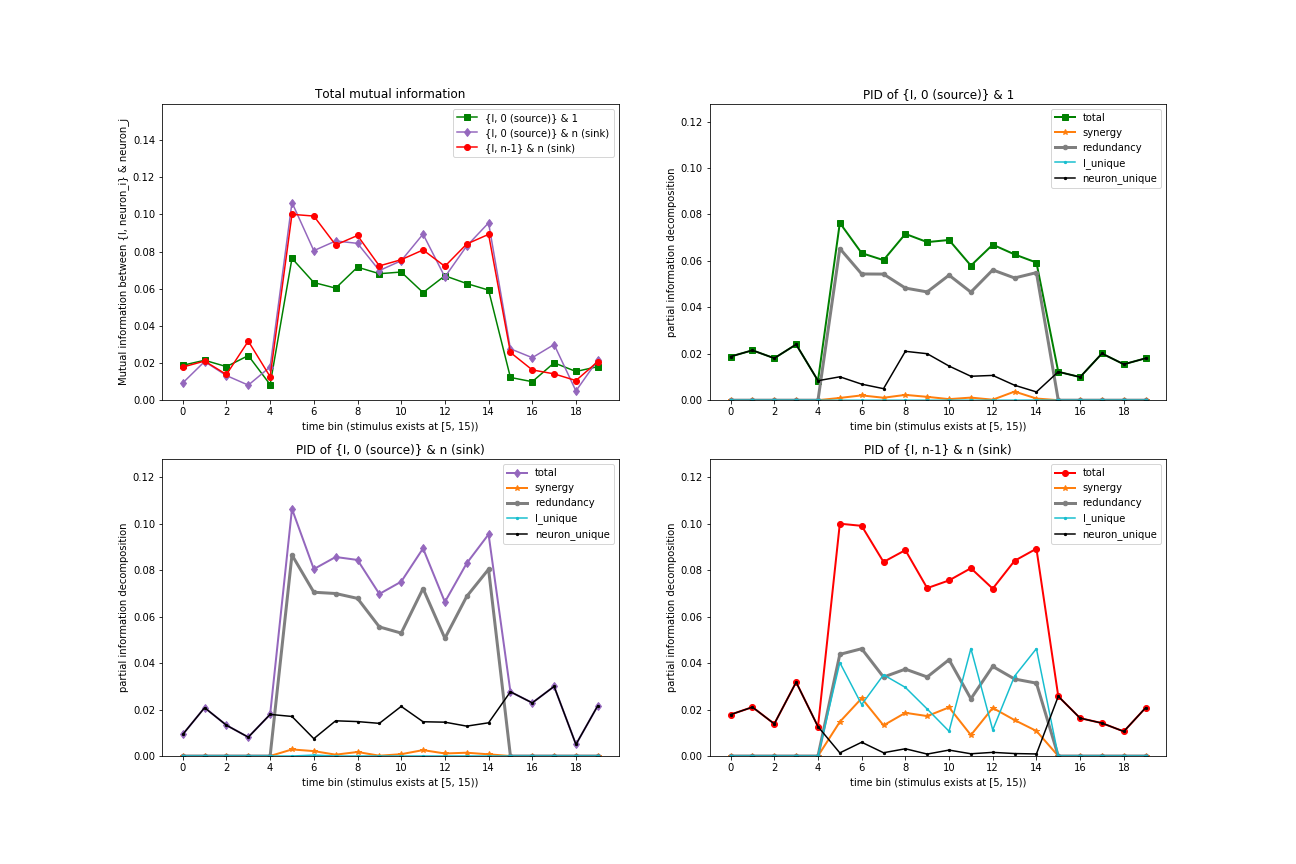 Total mutual information
Mutual information between {I, neuron_i} & neuron_j
0.14
0.12
0.10
0.08
0.06
0.04
0.02
0.00
{I, 0 (source)} & 1
{I, 0 (source)} & n (sink)
{I, n-1} & n (sink)
0 2 4 6 8 10 12 14 16 18
time bin (stimulus exists at [5, 15))
PID of {I, 0 (source)} & 1
partial information decomposition
0.12
0.10
0.08
0.06
0.04
0.02
0.00
total
synergy
redundancy
I_unique
neuron_unique
0 2 4 6 8 10 12 14 16 18
time bin (stimulus exists at [5, 15))
PID of {I, 0 (source)} & n (sink)
partial information decomposition
0.12
0.10
0.08
0.06
0.04
0.02
0.00
total
synergy
redundancy
I_unique
neuron_unique
0 2 4 6 8 10 12 14 16 18
time bin (stimulus exists at [5, 15))
PID of {I, n-1} & n (sink)
partial information decomposition
0.12
0.10
0.08
0.06
0.04
0.02
0.00
total
synergy
redundancy
I_unique
neuron_unique
0 2 4 6 8 10 12 14 16 18
time bin (stimulus exists at [5, 15))